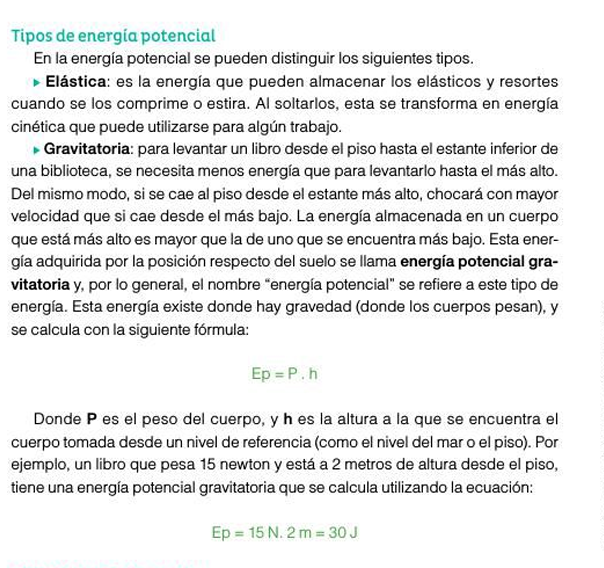 Tipos de energía potencial
En la energía potencial se pueden distinguir los siguientes tipos.
▸ Elástica: es la energía que pueden almacenar los elásticos y resortes
cuando se los comprime o estira. Al soltarlos, esta se transforma en energía
cinética que puede utilizarse para algún trabajo.
▸ Gravitatoria: para levantar un libro desde el piso hasta el estante inferior de
una biblioteca, se necesita menos energía que para levantarlo hasta el más alto.
Del mismo modo, si se cae al piso desde el estante más alto, chocará con mayor
velocidad que si cae desde el más bajo. La energía almacenada en un cuerpo
que está más alto es mayor que la de uno que se encuentra más bajo. Esta ener-
gía adquirida por la posición respecto del suelo se llama energía potencial gra-
vitatoria y, por lo general, el nombre “energía potencial” se refiere a este tipo de
energía. Esta energía existe donde hay gravedad (donde los cuerpos pesan), y
se calcula con la siguiente fórmula:
Ep = P . h
Donde P es el peso del cuerpo, y h es la altura a la que se encuentra el
cuerpo tomada desde un nivel de referencia (como el nivel del mar o el piso). Por
ejemplo, un libro que pesa 15 newton y está a 2 metros de altura desde el piso,
tiene una energía potencial gravitatoria que se calcula utilizando la ecuación:
Ep = 15 N. 2 m = 30 J